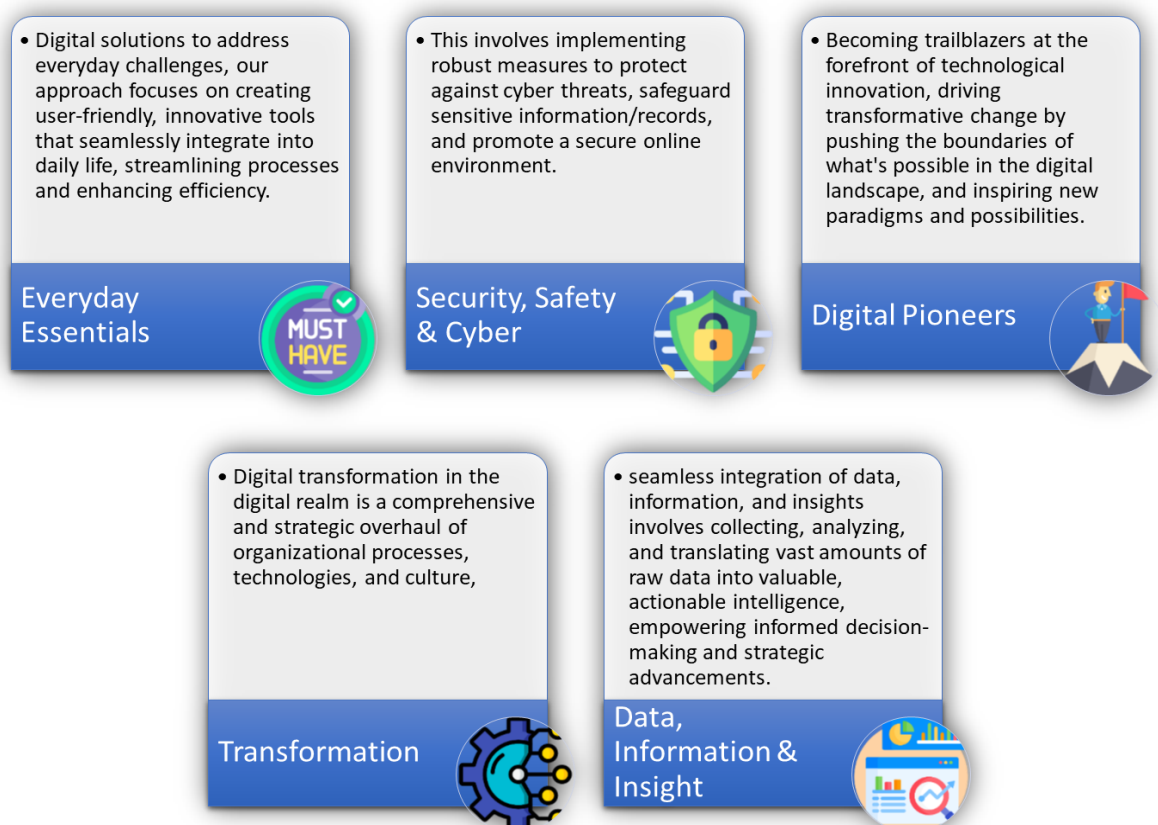 • Digital solutions to address
everyday challenges, our
approach focuses on creating
user-friendly, innovative tools
that seamlessly integrate into
daily life, streamlining processes
and enhancing efficiency.
Everyday
Essentials
MUST
HAVE
• This involves implementing
robust measures to protect
against cyber threats, safeguard
sensitive information/records,
and promote a secure online
environment.
Security, Safety
& Cyber
• Becoming trailblazers at the
forefront of technological
innovation, driving
transformative change by
pushing the boundaries of
what's possible in the digital
landscape, and inspiring new
paradigms and possibilities.
Digital Pioneers
• Digital transformation in the
digital realm is a comprehensive
and strategic overhaul of
organizational processes,
technologies, and culture,
Transformation
• seamless integration of data,
information, and insights
involves collecting, analyzing,
and translating vast amounts of
raw data into valuable,
actionable intelligence,
empowering informed decision-
making and strategic
advancements.
Data,
Information &
Insight